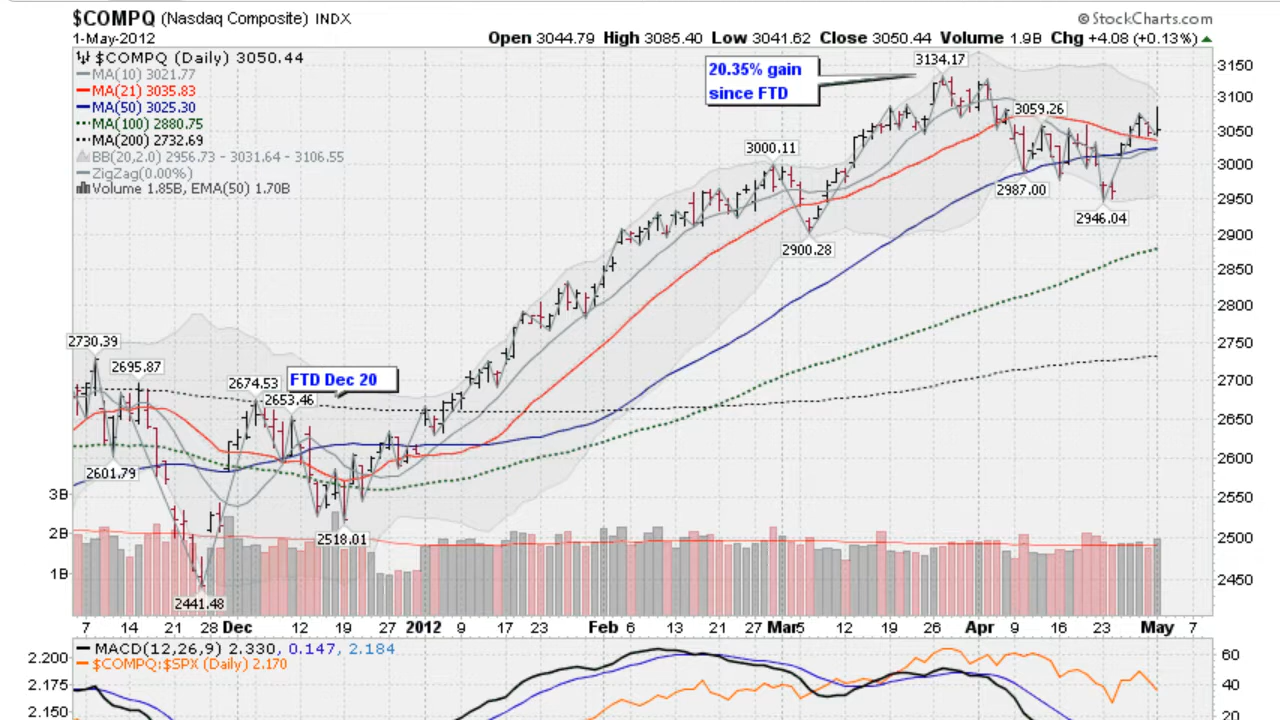 $COMPQ (Nasdaq Composite) INDX
© StockCharts.com
1-May-2012
Open 3044.79 High 3085.40 Low 3041.62 Close 3050.44 Volume 1.9B Chg +4.08 (+0.13%)
$COMPQ (Daily) 3050.44
MA(10) 3021.77
MA(21) 3035.83
MA(50) 3025.30
MA(100) 2880.75
MA(200) 2732.69
BB(20,2.0) 2956.73 - 3031.64 - 3106.55
ZigZag(0.00%)
Volume 1.85B, EMA(50) 1.70B
20.35% gain
since FTD
3134.17
3059.26
3000.11
2987.00
2946.04
2900.28
2730.39
2695.87
2674.53
FTD Dec 20
2653.46
2601.79
2518.01
2441.48
3150
3100
3050
3000
2950
2900
2850
2800
2750
2700
2650
2600
2550
2500
2450
3B
2B
1B
7 14 21 28 Dec 12 19 27 2012 9 17 23 Feb 6 13 21 27 Mar 5 12 19 26 Apr 9 16 23 May 7
MACD(12,26,9) 2.330, 0.147, 2.184
$COMPQ:$SPX (Daily) 2.170
2.200
2.175
2.150
60
40
20